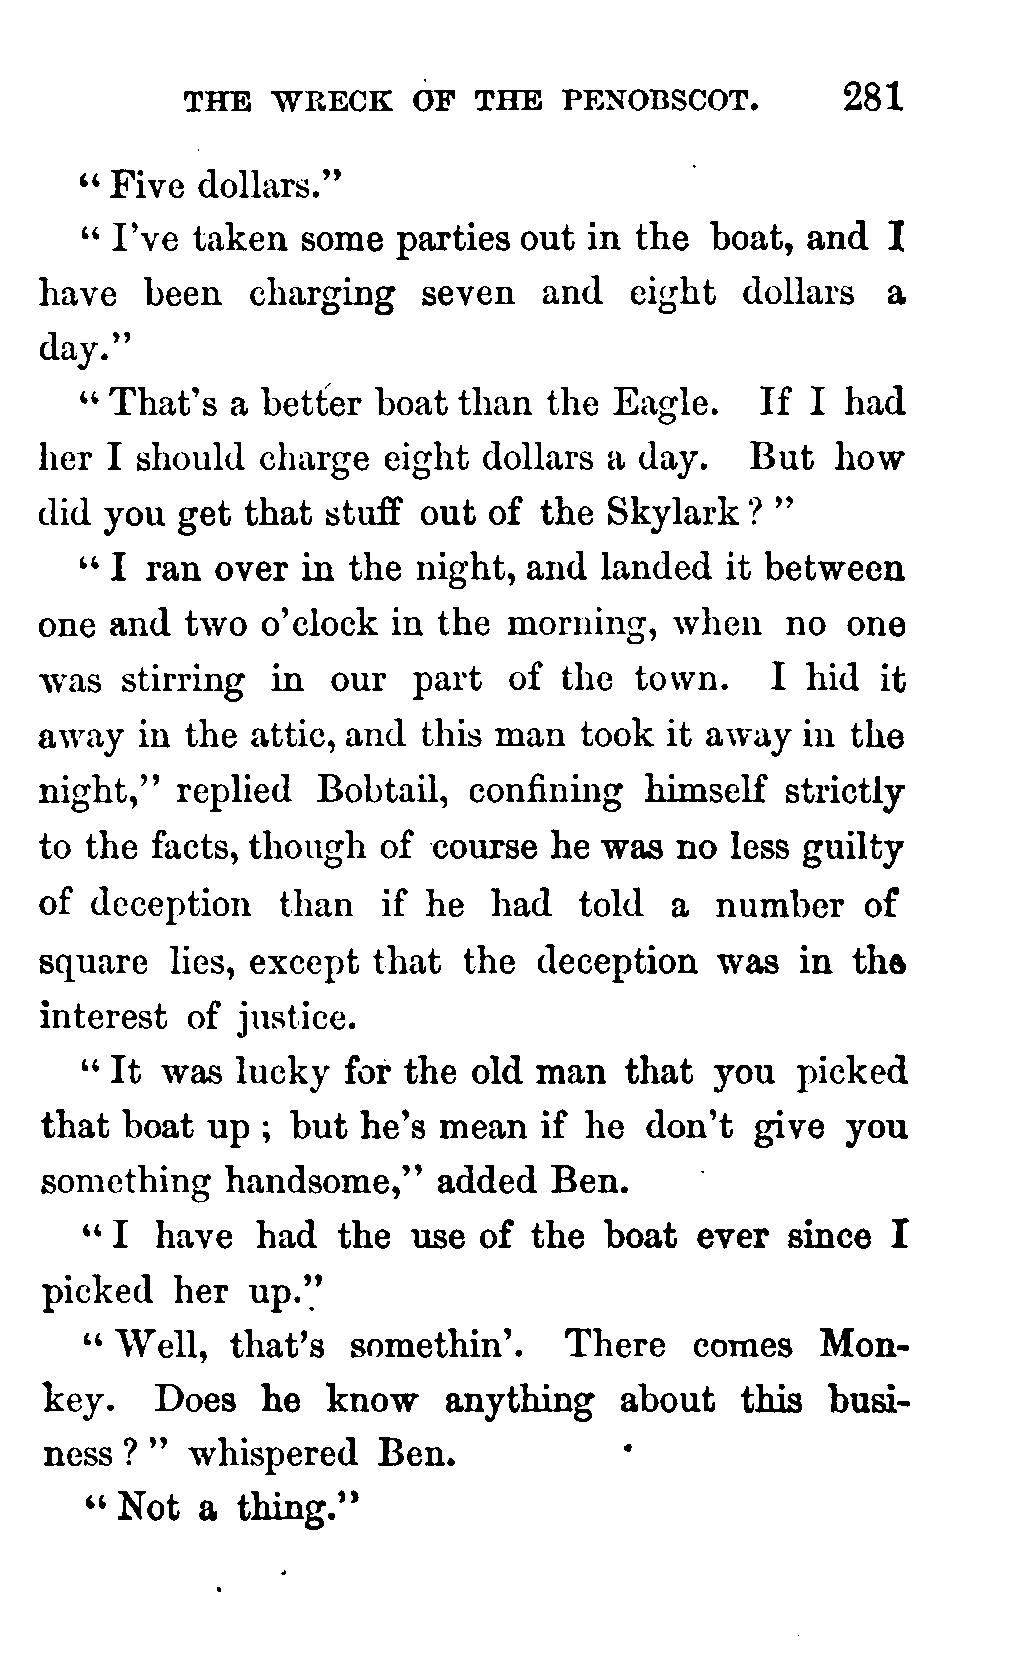 THE WRECK OF THE PENOBSCOT. 281
“Five dollars.”
“I've taken some parties out in the boat, and I
have been charging seven and eight dollars a
day.”
“That's a better boat than the Eagle. If I had
her I should charge eight dollars a day. But how
did you get that stuff out of the Skylark?”
“I ran over in the night, and landed it between
one and two o'clock in the morning, when no one
was stirring in our part of the town. I hid it
away in the attic, and this man took it away in the
night,” replied Bobtail, confining himself strictly
to the facts, though of course he was no less guilty
of deception than if he had told a number of
square lies, except that the deception was in the
interest of justice.
“It was lucky for the old man that you picked
that boat up; but he's mean if he don't give you
something handsome,” added Ben.
“I have had the use of the boat ever since I
picked her up.”
“Well, that's somethin'. There comes Mon-
key. Does he know anything about this busi-
ness?” whispered Ben.
“Not a thing.”